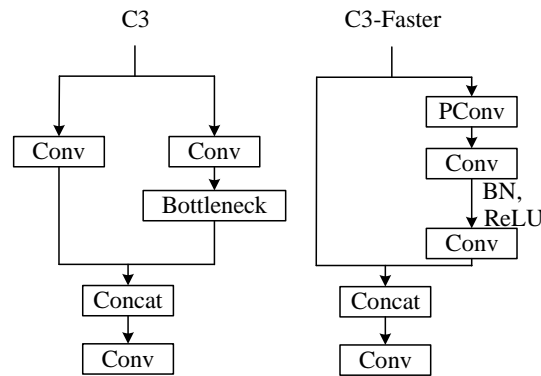 C3
Conv
Conv
Bottleneck
Concat
Conv
C3-Faster
PConv
Conv
BN,
ReLU
Conv
Concat
Conv